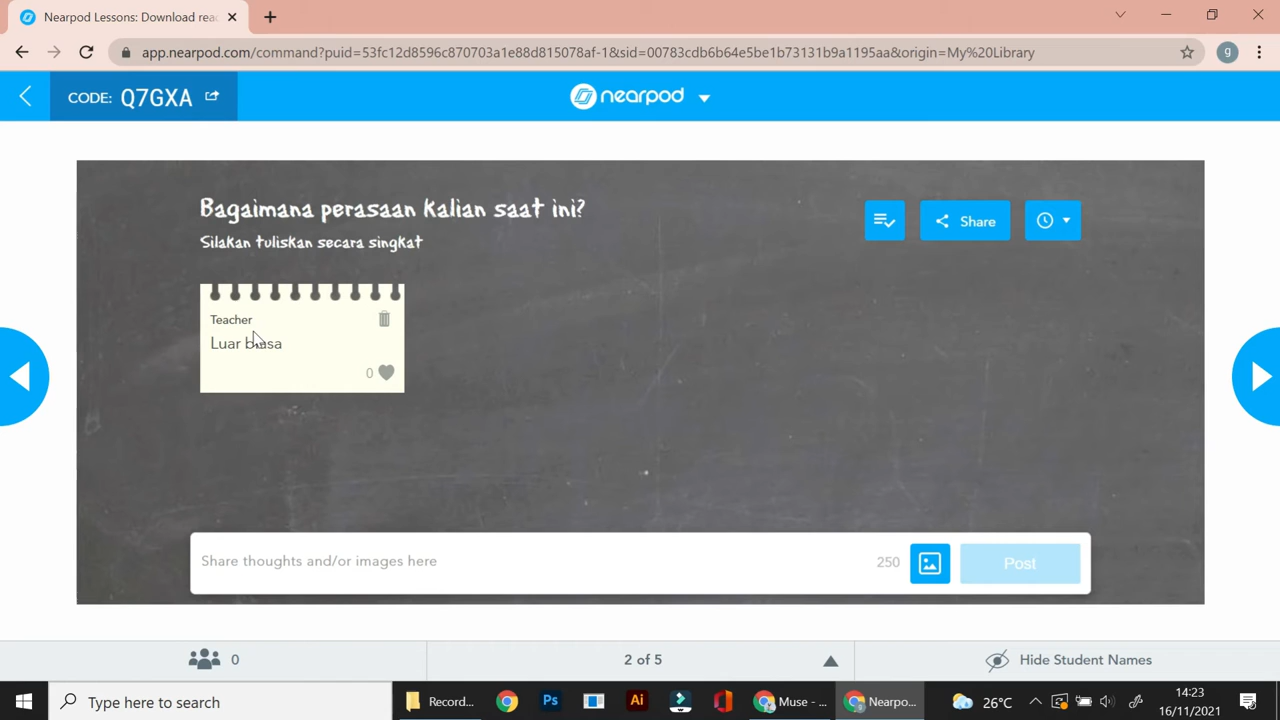 Nearpod Lessons: Download rea
app.nearpod.com/command?puid=53fc12d8596c870703a1e88d815078af-1&sid=00783cdb6b64e5be1b73131b9a1195aa&origin=My%20Library
g
CODE: Q7GXA
nearpod
Bagaimana perasaan kalian saat ini?
Silakan tuliskan secara singkat
Share
Teacher
Luar biasa
0
Share thoughts and/or images here
250
Post
0
2 of 5
Hide Student Names
Type here to search
Record...
Ps
Ai
Muse - ...
Nearpo...
26°C
14:23
16/11/2021